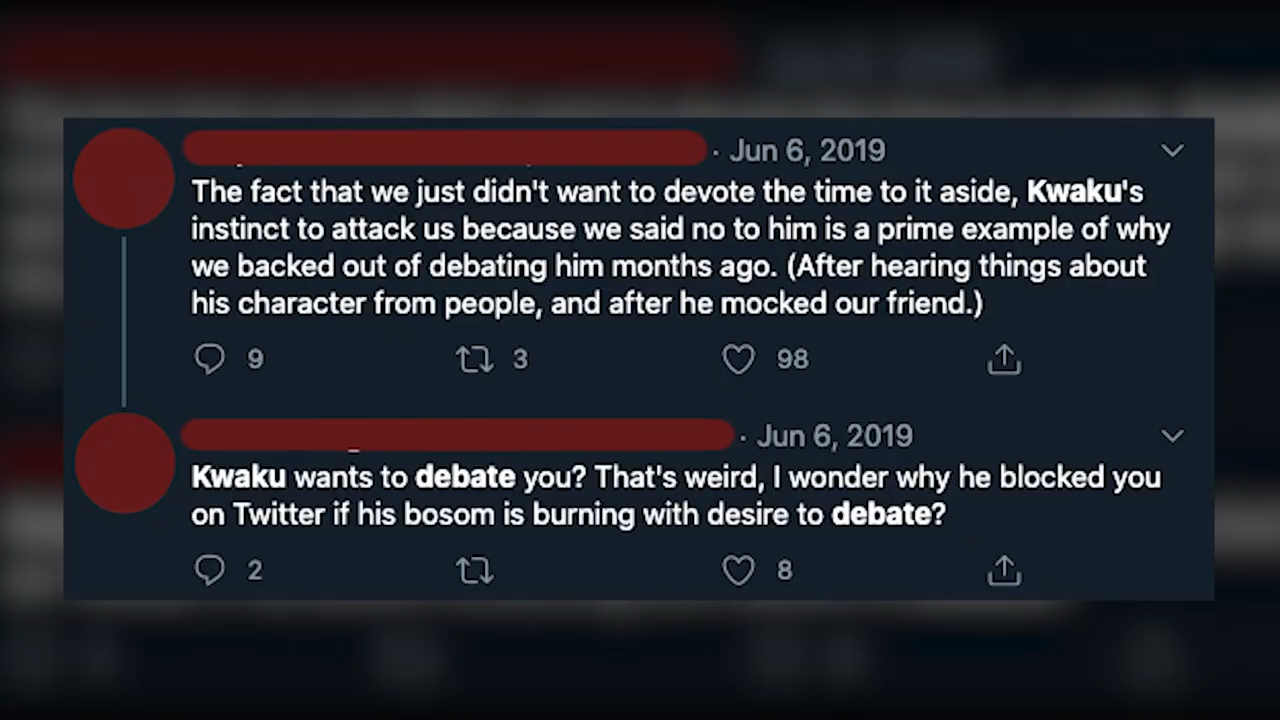 · Jun 6, 2019
The fact that we just didn't want to devote the time to it aside, Kwaku's
instinct to attack us because we said no to him is a prime example of why
we backed out of debating him months ago. (After hearing things about
his character from people, and after he mocked our friend.)
9 3 98
· Jun 6, 2019
Kwaku wants to debate you? That's weird, I wonder why he blocked you
on Twitter if his bosom is burning with desire to debate?
2 8